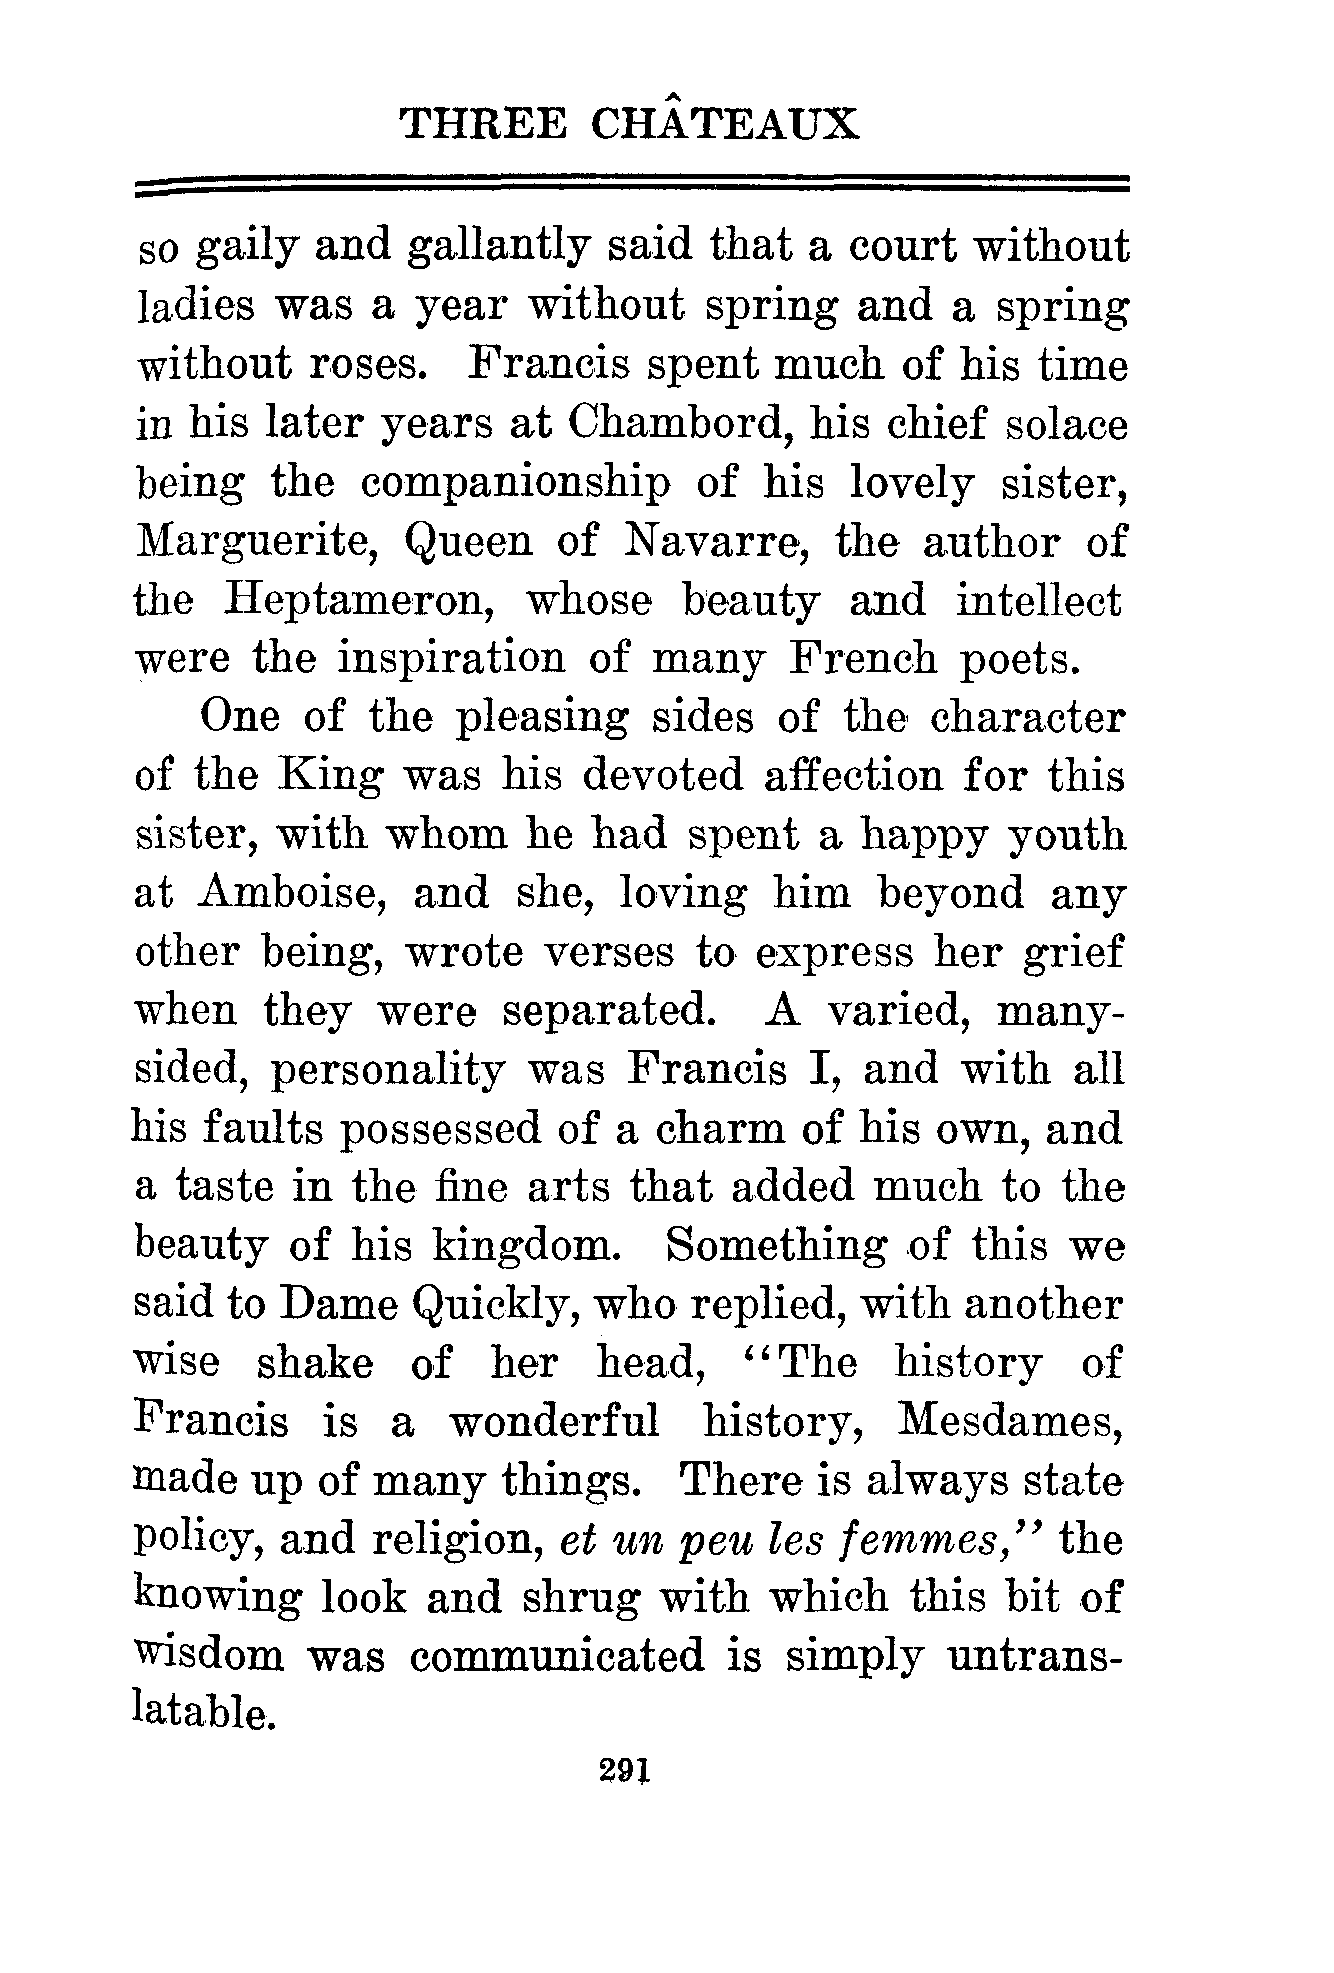 THREE CHÂTEAUX
so gaily and gallantly said that a court without
ladies was a year without spring and a spring
without roses. Francis spent much of his time
in his later years at Chambord, his chief solace
being the companionship of his lovely sister,
Marguerite, Queen of Navarre, the author of
the Heptameron, whose beauty and intellect
were the inspiration of many French poets.
One of the pleasing sides of the character
of the King was his devoted affection for this
sister, with whom he had spent a happy youth
at Amboise, and she, loving him beyond any
other being, wrote verses to express her grief
when they were separated. A varied, many-
sided, personality was Francis I, and with all
his faults possessed of a charm of his own, and
a taste in the fine arts that added much to the
beauty of his kingdom. Something of this we
said to Dame Quickly, who replied, with another
wise shake of her head, "The history of
Francis is a wonderful history, Mesdames,
made up of many things. There is always state
policy, and religion, et un peu les femmes," the
knowing look and shrug with which this bit of
wisdom was communicated is simply untrans-
latable.
291